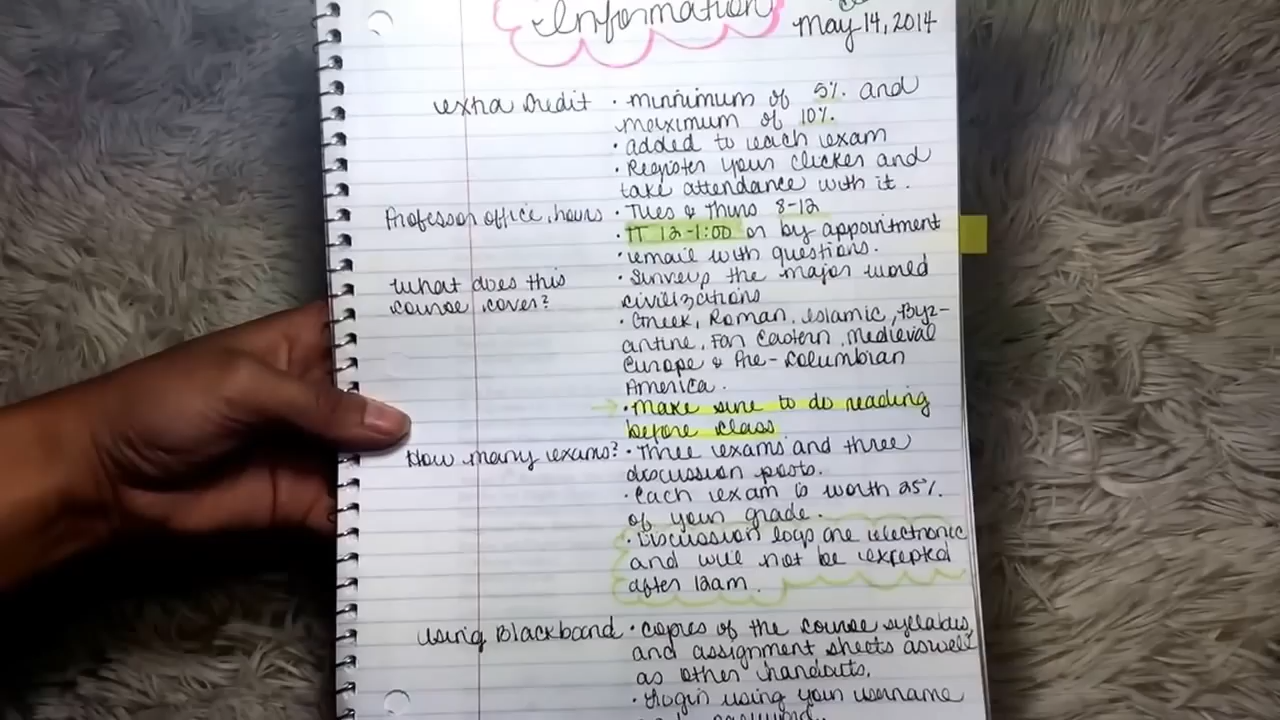 Information
May 14, 2014
extra credit · minnimum of 5% and
maximum of 10%.
· added to each exam
· Register your clicker and
take attendance with it.
Professor office hours · Tues & Thurs 8-12
· TT 12-1:00 or by appointment
· email with questions.
What does this · Survey the major world
course cover? civilizations
· Greek, Roman, Islamic, Byz-
antine, Far Eastern, Medieval
Europe & Pre-Columbian
America.
→ · Make sure to do reading
before class
How many exams? · Three exams and three
discussion posts.
· Each exam is worth 25%
of your grade.
· Discussion logs are electronic
and will not be excepted
after 12am.
Using Blackboard · copies of the course syllabus,
and assignment sheets aswell
as other handouts.
· Login using your username